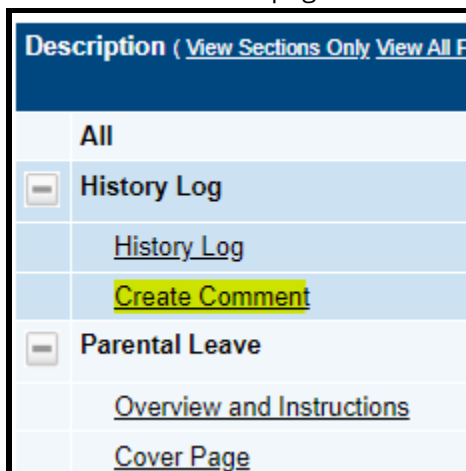 Description ( View Sections Only View All
All
History Log
History Log
Create Comment
Parental Leave
Overview and Instructions
Cover Page